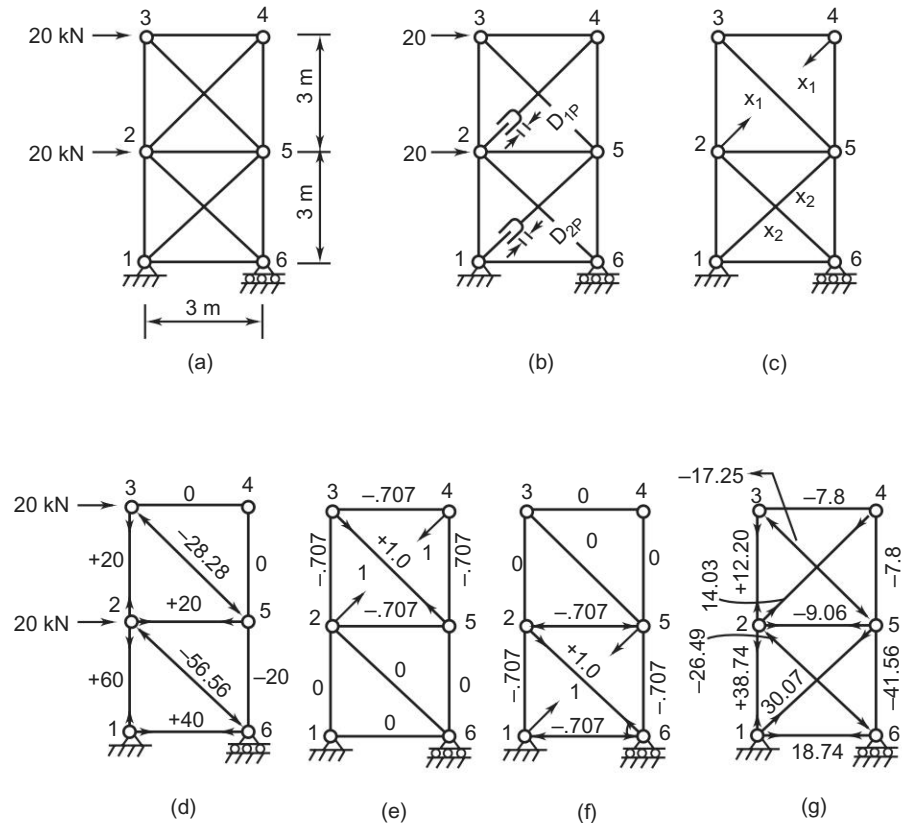 3 4
20 kN
3 m
2
20 kN
5
3 m
1 6
3 m
(a)
3 4
20
D1P
2
20
5
D2P
1 6
(b)
3 4
x1
x1
2
5
x2
x2
1 6
(c)
3 0 4
20 kN
+20 –28.28 0
2 +20 5
20 kN
+60 –56.56 –20
1 +40 6
(d)
3 –.707 4
–.707 +1.0 1 –.707
1
2 –.707 5
0 0 0
1 0 6
(e)
3 0 4
0 0 0
2 –.707 5
–.707 +1.0 –.707
1
1 –.707 6
(f)
–17.25
3 –7.8 4
+12.20 –7.8
14.03
2 –9.06 5
–26.49
+38.74 30.07 –41.56
1 18.74 6
(g)